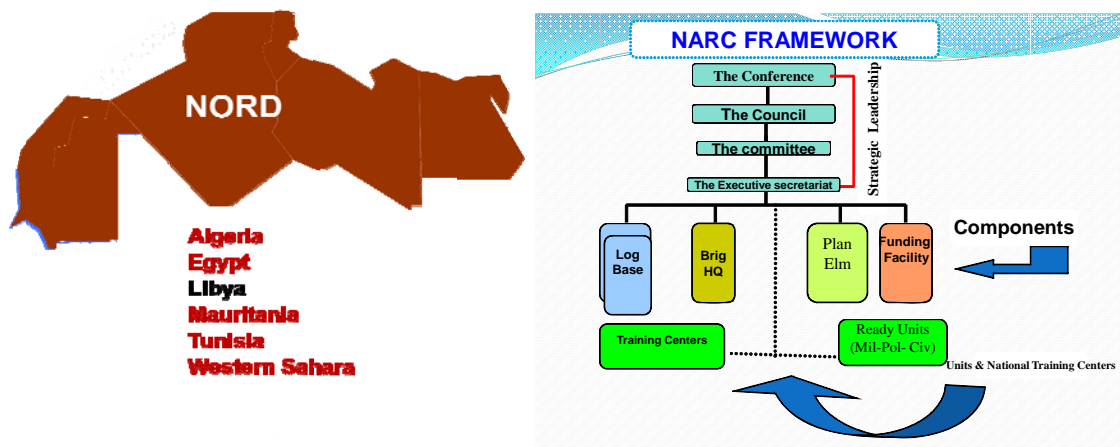 NORD
Algeria
Egypt
Libya
Mauritania
Tunisia
Western Sahara
NARC FRAMEWORK
The Conference
The Council
The committee
The Executive secretariat
Strategic Leadership
Log
Base
Brig
HQ
Plan
Elm
Funding
Facility
Components
Training Centers
Ready Units
(Mil-Pol- Civ)
Units & National Training Centers